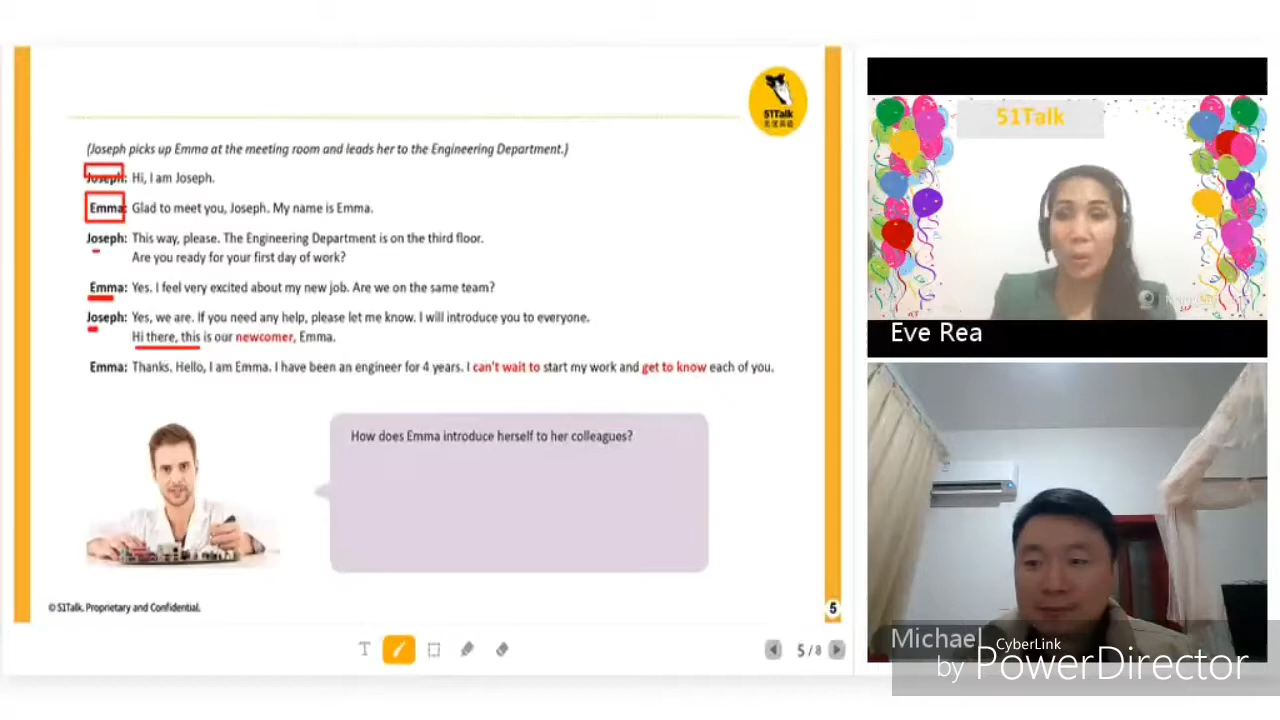 51Talk
无忧英语
(Joseph picks up Emma at the meeting room and leads her to the Engineering Department.)
Joseph: Hi, I am Joseph.
Emma: Glad to meet you, Joseph. My name is Emma.
Joseph: This way, please. The Engineering Department is on the third floor.
Are you ready for your first day of work?
Emma: Yes. I feel very excited about my new job. Are we on the same team?
Joseph: Yes, we are. If you need any help, please let me know. I will introduce you to everyone.
Hi there, this is our newcomer, Emma.
Emma: Thanks. Hello, I am Emma. I have been an engineer for 4 years. I can't wait to start my work and get to know each of you.
How does Emma introduce herself to her colleagues?
© 51Talk. Proprietary and Confidential.
5
T
5 / 8
51Talk
Eve Rea
Michael
CyberLink
by PowerDirector